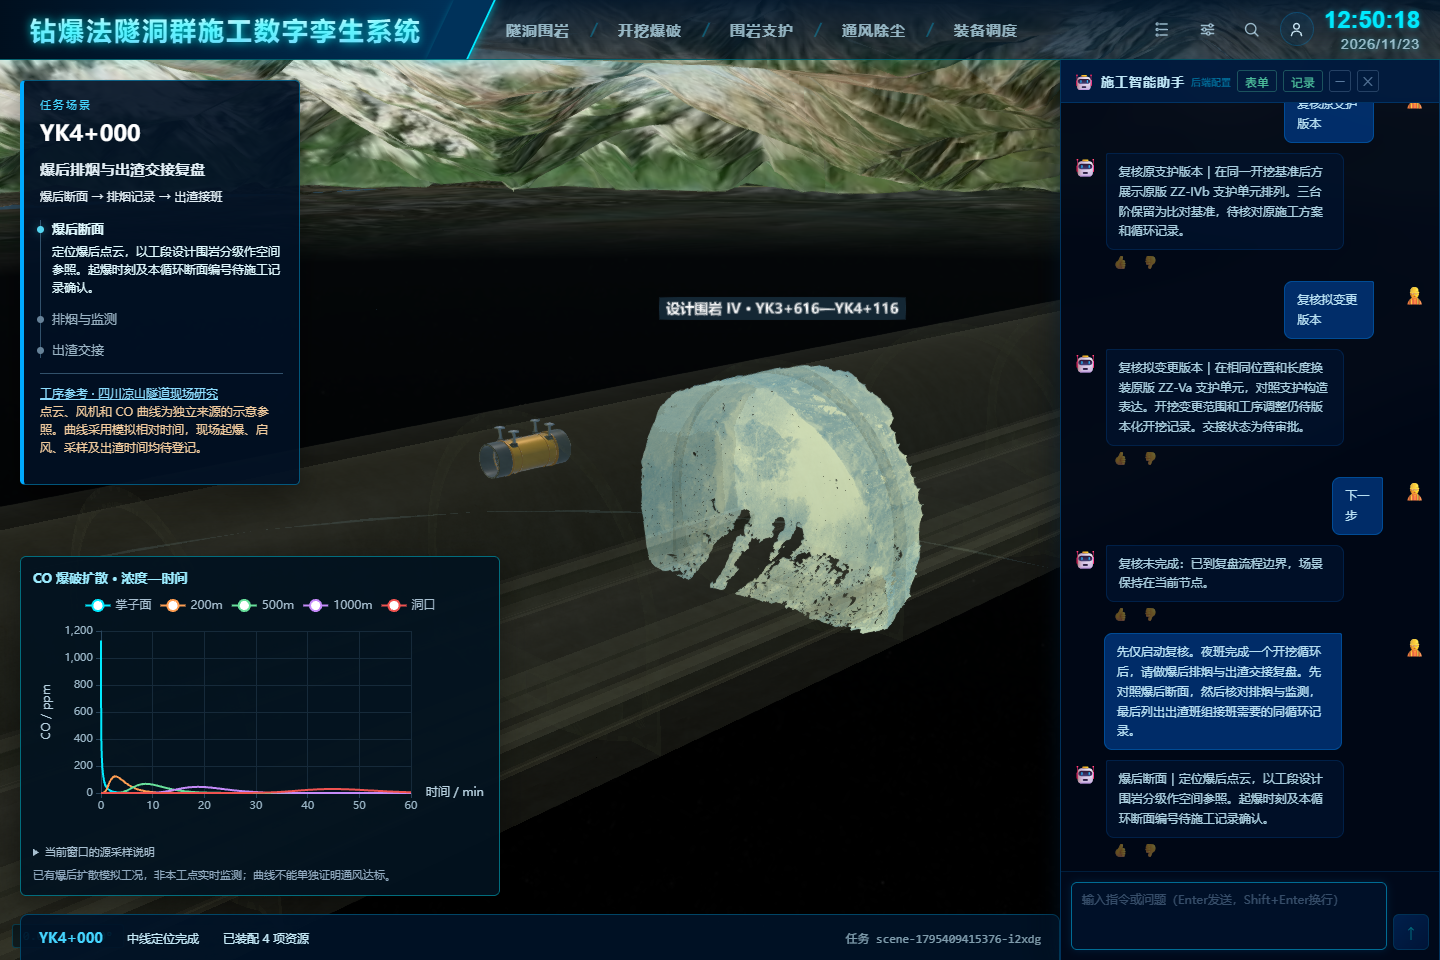 钻爆法隧洞群施工数字孪生系统
隧洞围岩 / 开挖爆破 / 围岩支护 / 通风除尘 / 装备调度
12:50:18
2026/11/23
任务场景
YK4+000
爆后排烟与出渣交接复盘
爆后断面 → 排烟记录 → 出渣接班
爆后断面
定位爆后点云，以工段设计围岩分级作空间
参照。起爆时刻及本循环断面编号待施工记
录确认。
排烟与监测
出渣交接
工序参考 · 四川凉山隧道现场研究
点云、风机和 CO 曲线为独立来源的示意参
照。曲线采用模拟相对时间，现场起爆、启
风、采样及出渣时间均待登记。
设计围岩 IV · YK3+616—YK4+116
CO 爆破扩散 · 浓度—时间
掌子面 200m 500m 1000m 洞口
1,200
1,000
800
600
400
200
0
CO / ppm
0 10 20 30 40 50 60
时间 / min
▶ 当前窗口的源采样说明
已有爆后扩散模拟工况，非本工点实时监测；曲线不能单独证明通风达标。
YK4+000 中线定位完成 已装配 4 项资源
任务 scene-1795409415376-i2xdg
施工智能助手 后端配置 表单 记录
复核原支护
版本
复核原支护版本 | 在同一开挖基准后方
展示原版 ZZ-IVb 支护单元排列。三台
阶保留为比对基准，待核对原施工方案
和循环记录。
复核拟变更
版本
复核拟变更版本 | 在相同位置和长度换
装原版 ZZ-Va 支护单元，对照支护构造
表达。开挖变更范围和工序调整仍待版
本化开挖记录。交接状态为待审批。
下一
步
复核未完成：已到复盘流程边界，场景
保持在当前节点。
先仅启动复核。夜班完成一个开挖循环
后，请做爆后排烟与出渣交接复盘。先
对照爆后断面，然后核对排烟与监测，
最后列出出渣班组接班需要的同循环记
录。
爆后断面 | 定位爆后点云，以工段设计
围岩分级作空间参照。起爆时刻及本循
环断面编号待施工记录确认。
输入指令或问题（Enter发送，Shift+Enter换行）